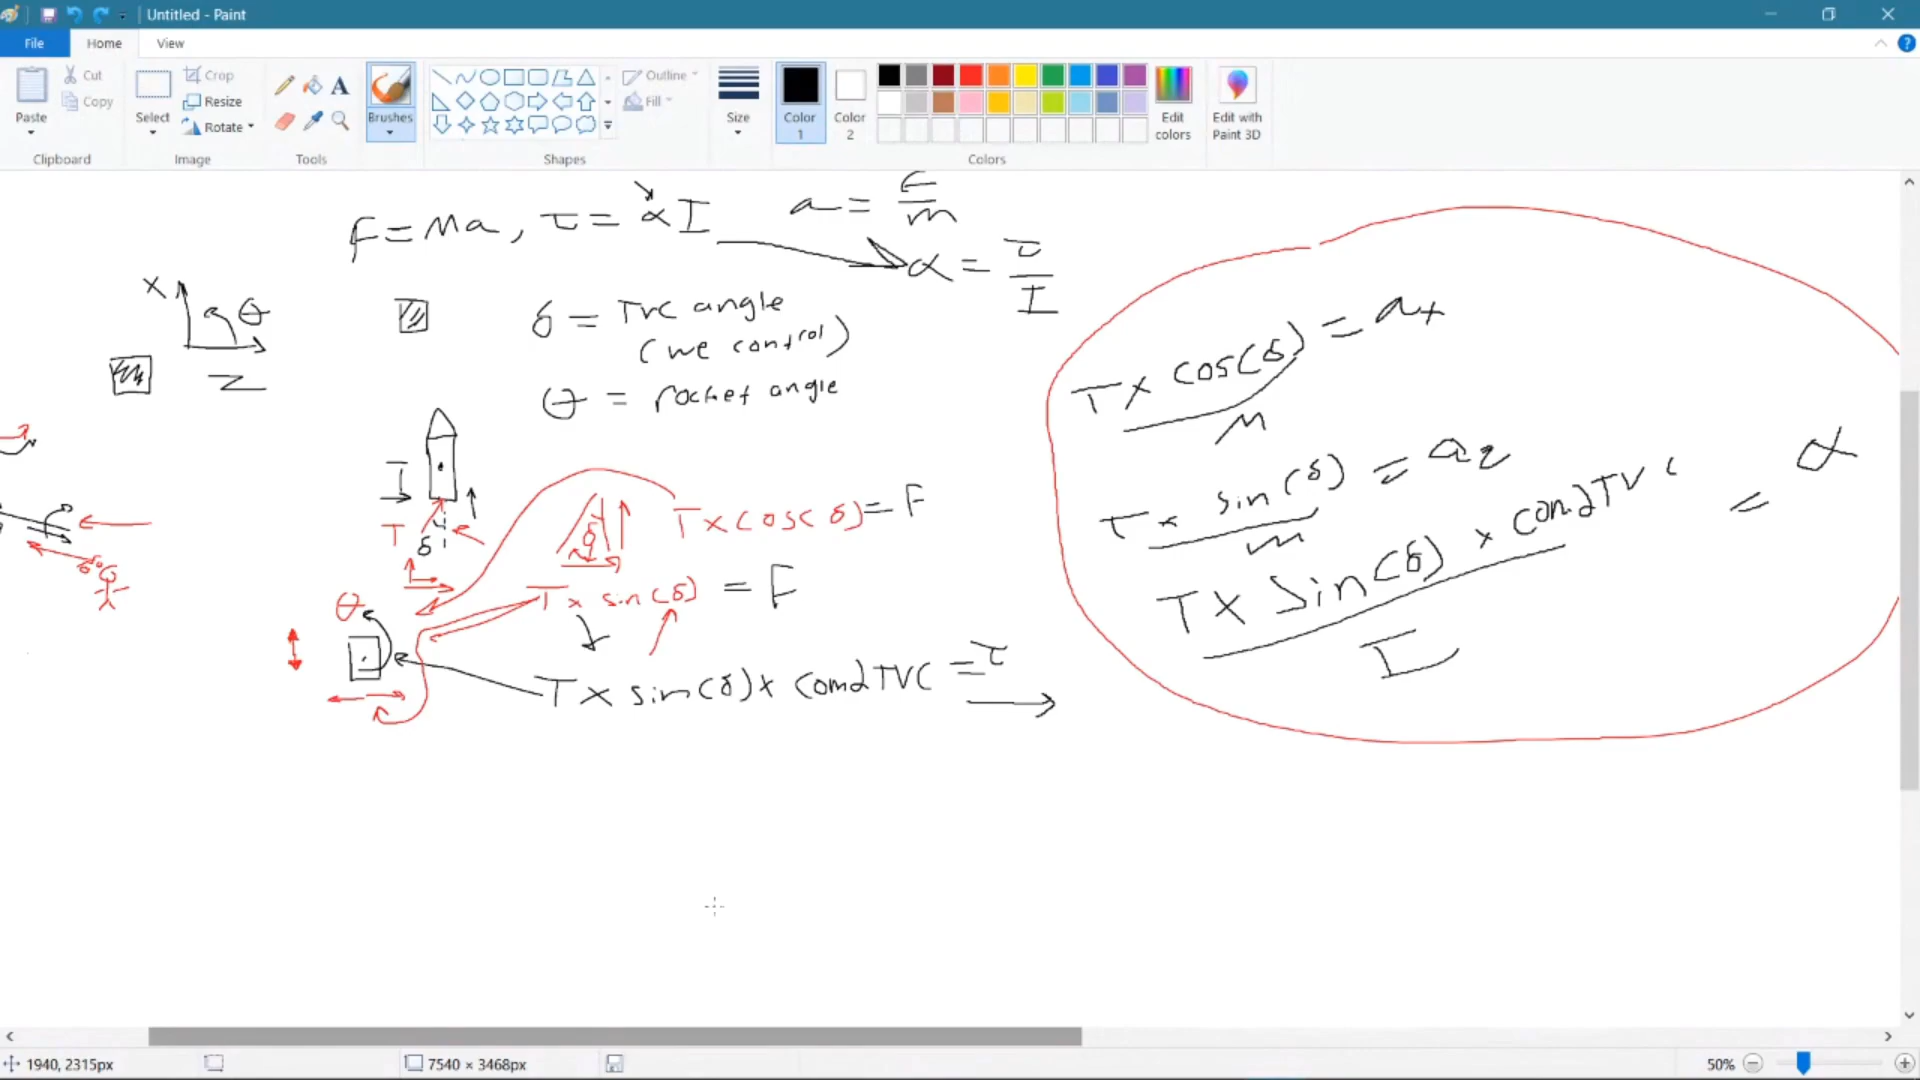 Untitled - Paint
File
Home
View
Paste
Cut
Copy
Clipboard
Select
Crop
Resize
Rotate
Image
Tools
Brushes
Shapes
Outline
Fill
Size
Color
1
Color
2
Colors
Edit
colors
Edit with
Paint 3D
F = Ma, τ = αI
a = F/m
α = τ/I
X
θ
Z
δ = TVC angle
(we control)
θ = rocket angle
I
T
δ
δ
T x cos(δ) = F
T x sin(δ) = F
T x sin(δ) x com2TVC = τ
θ
δ°
T x cos(δ) / M = ax
T x sin(δ) / m = az
T x sin(δ) x com2TVC / I = α
1940, 2315px
7540 × 3468px
50%